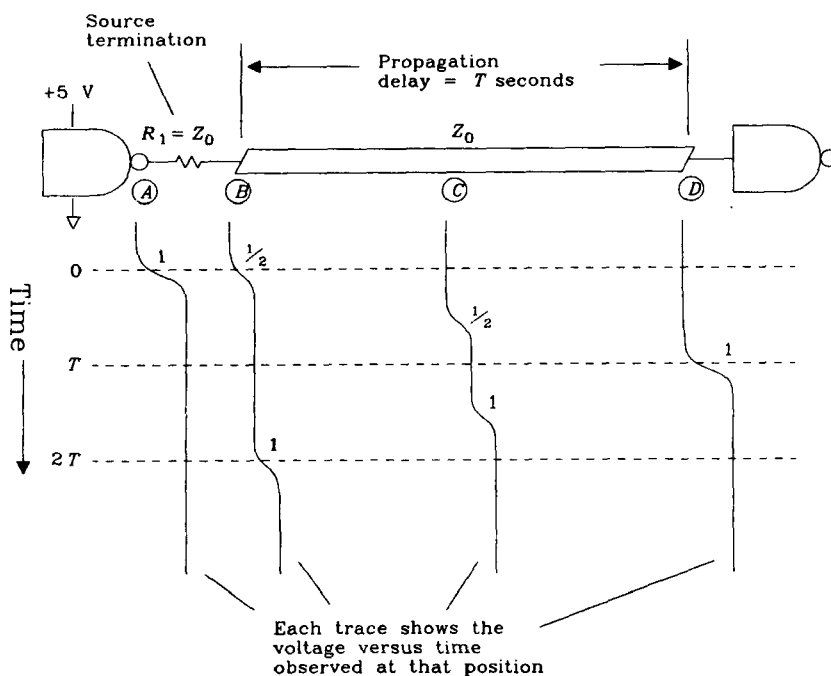 Source
termination
Propagation
delay = T seconds
+5 V
R₁ = Z₀
Z₀
A
B
C
D
1
1/2
0
1/2
T
1
1
1
2T
Time
Each trace shows the
voltage versus time
observed at that position